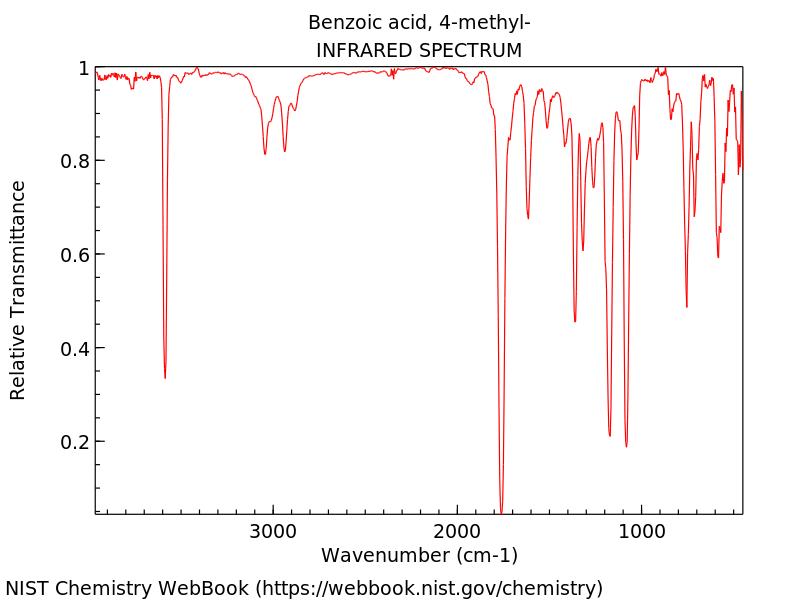 Benzoic acid, 4-methyl-
INFRARED SPECTRUM
1
0.8
0.6
0.4
0.2
Relative Transmittance
3000 2000 1000
Wavenumber (cm-1)
NIST Chemistry WebBook (https://webbook.nist.gov/chemistry)